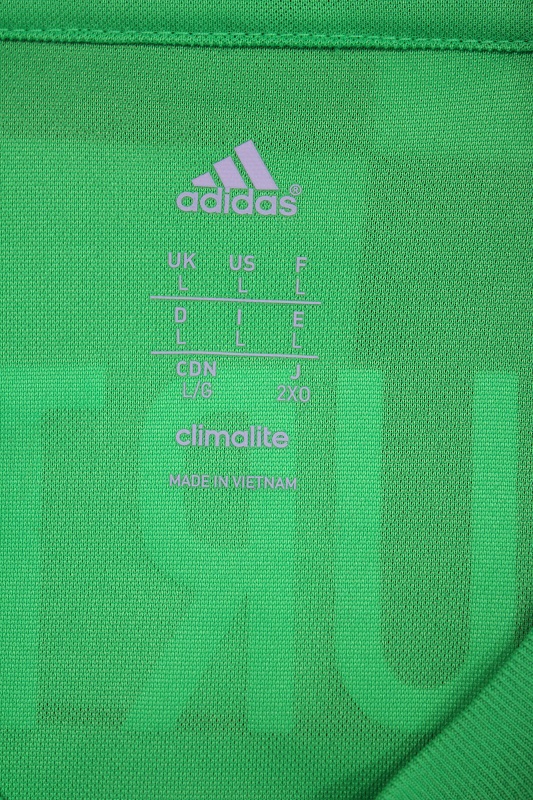 adidas®
UK US F
L L L
D I E
L L L
CDN J
L/G 2XO
climalite
MADE IN VIETNAM